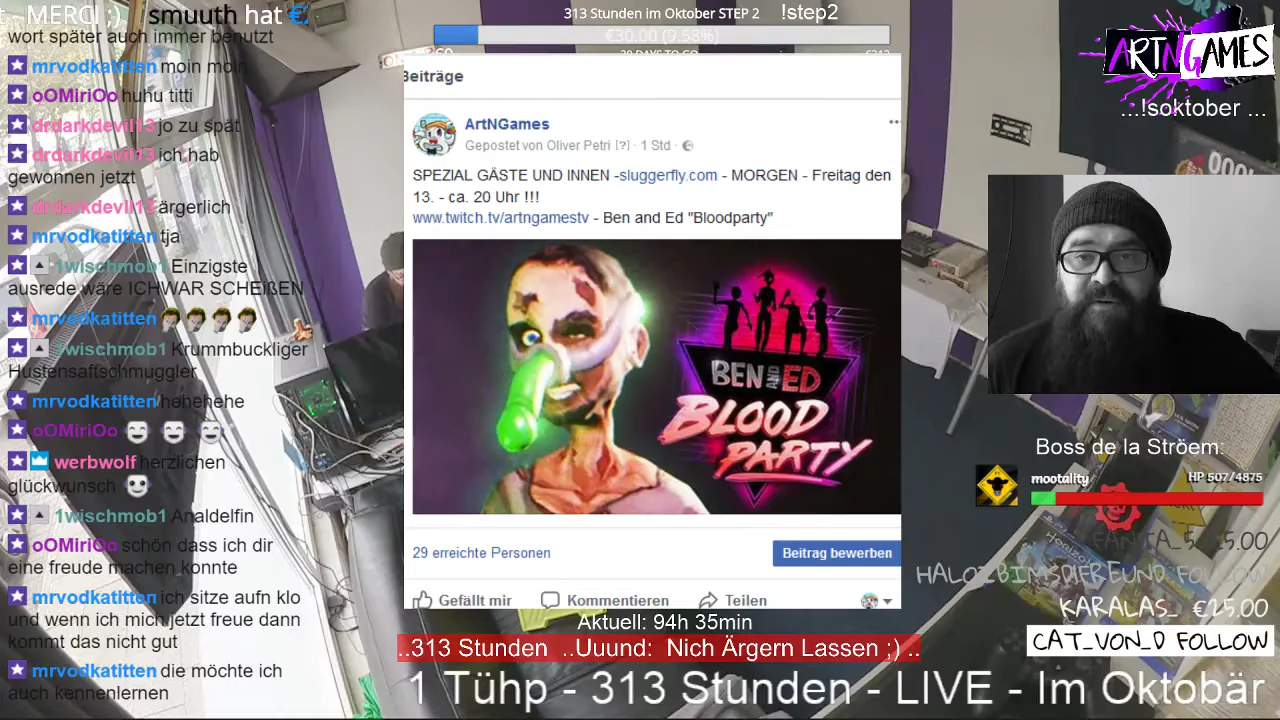 - MERCI ;)
smuuth hat €
wort später auch immer benutzt
mrvodkatitten moin moin
oOMiriOo huhu titti
drdarkdevil13 jo zu spät
drdarkdevil13 ich hab
gewonnen jetzt
drdarkdevil13 ärgerlich
mrvodkatitten tja
1wischmob1 Einzigste
ausrede wäre ICHWAR SCHEIßEN
mrvodkatitten
1wischmob1 Krummbuckliger
Hustensaftschmuggler
mrvodkatitten hehehehe
oOMiriOo
werbwolf herzlichen
glückwunsch
1wischmob1 Analdelfin
oOMiriOo schön dass ich dir
eine freude machen konnte
mrvodkatitten ich sitze aufn klo
und wenn ich mich jetzt freue dann
kommt das nicht gut
mrvodkatitten die möchte ich
auch kennenlernen
313 Stunden im Oktober STEP 2
!step2
€30.00 (9.58%)
Beiträge
ArtNGames
Gepostet von Oliver Petri [?] · 1 Std ·
SPEZIAL GÄSTE UND INNEN -sluggerfly.com - MORGEN - Freitag den
13. - ca. 20 Uhr !!!
www.twitch.tv/artngamestv - Ben and Ed "Bloodparty"
BEN AND ED
BLOOD
PARTY
29 erreichte Personen
Beitrag bewerben
Gefällt mir
Kommentieren
Teilen
Aktuell: 94h 35min
..313 Stunden ..Uuund: Nich Ärgern Lassen ;) ..
1 Tühp - 313 Stunden - LIVE - Im Oktobär
ARTNGAMES
...!soktober ...
Boss de la Ströem:
mootality
HP 507/4875
KARALAS_ €25.00
CAT_VON_D FOLLOW